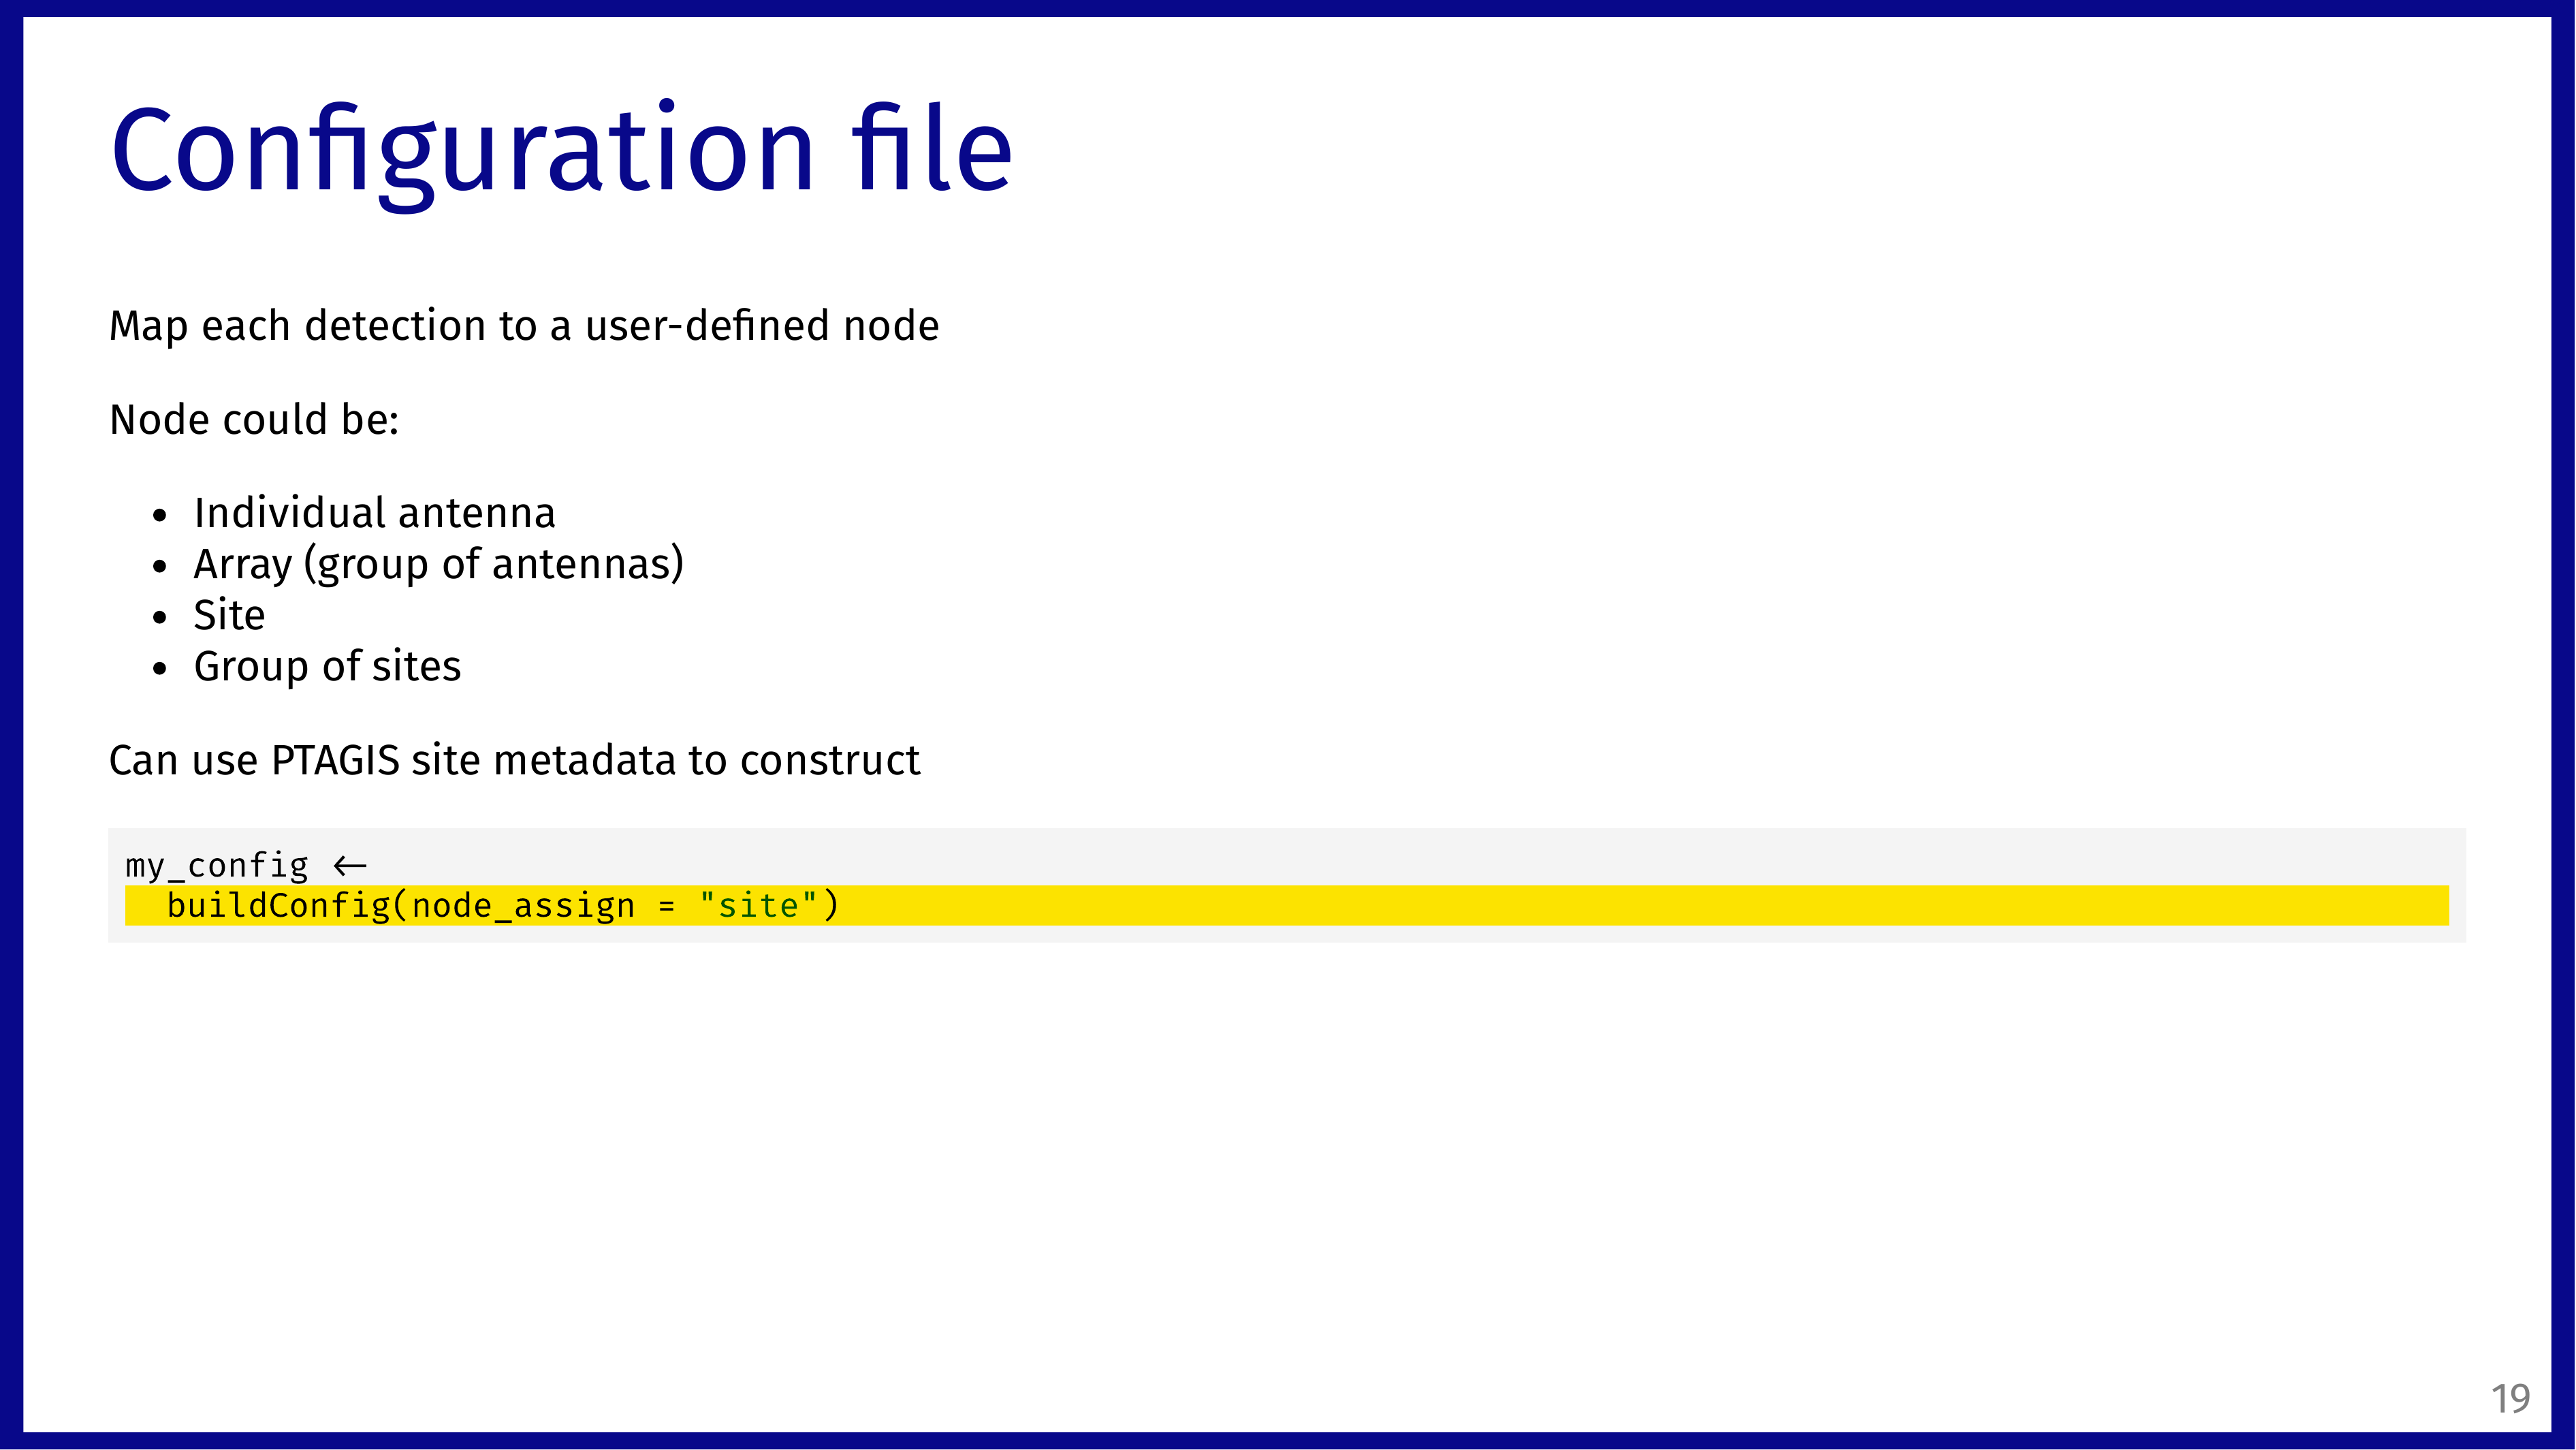 Configuration file
Map each detection to a user-defined node
Node could be:
• Individual antenna
• Array (group of antennas)
• Site
• Group of sites
Can use PTAGIS site metadata to construct
my_config <-
  buildConfig(node_assign = "site")
19